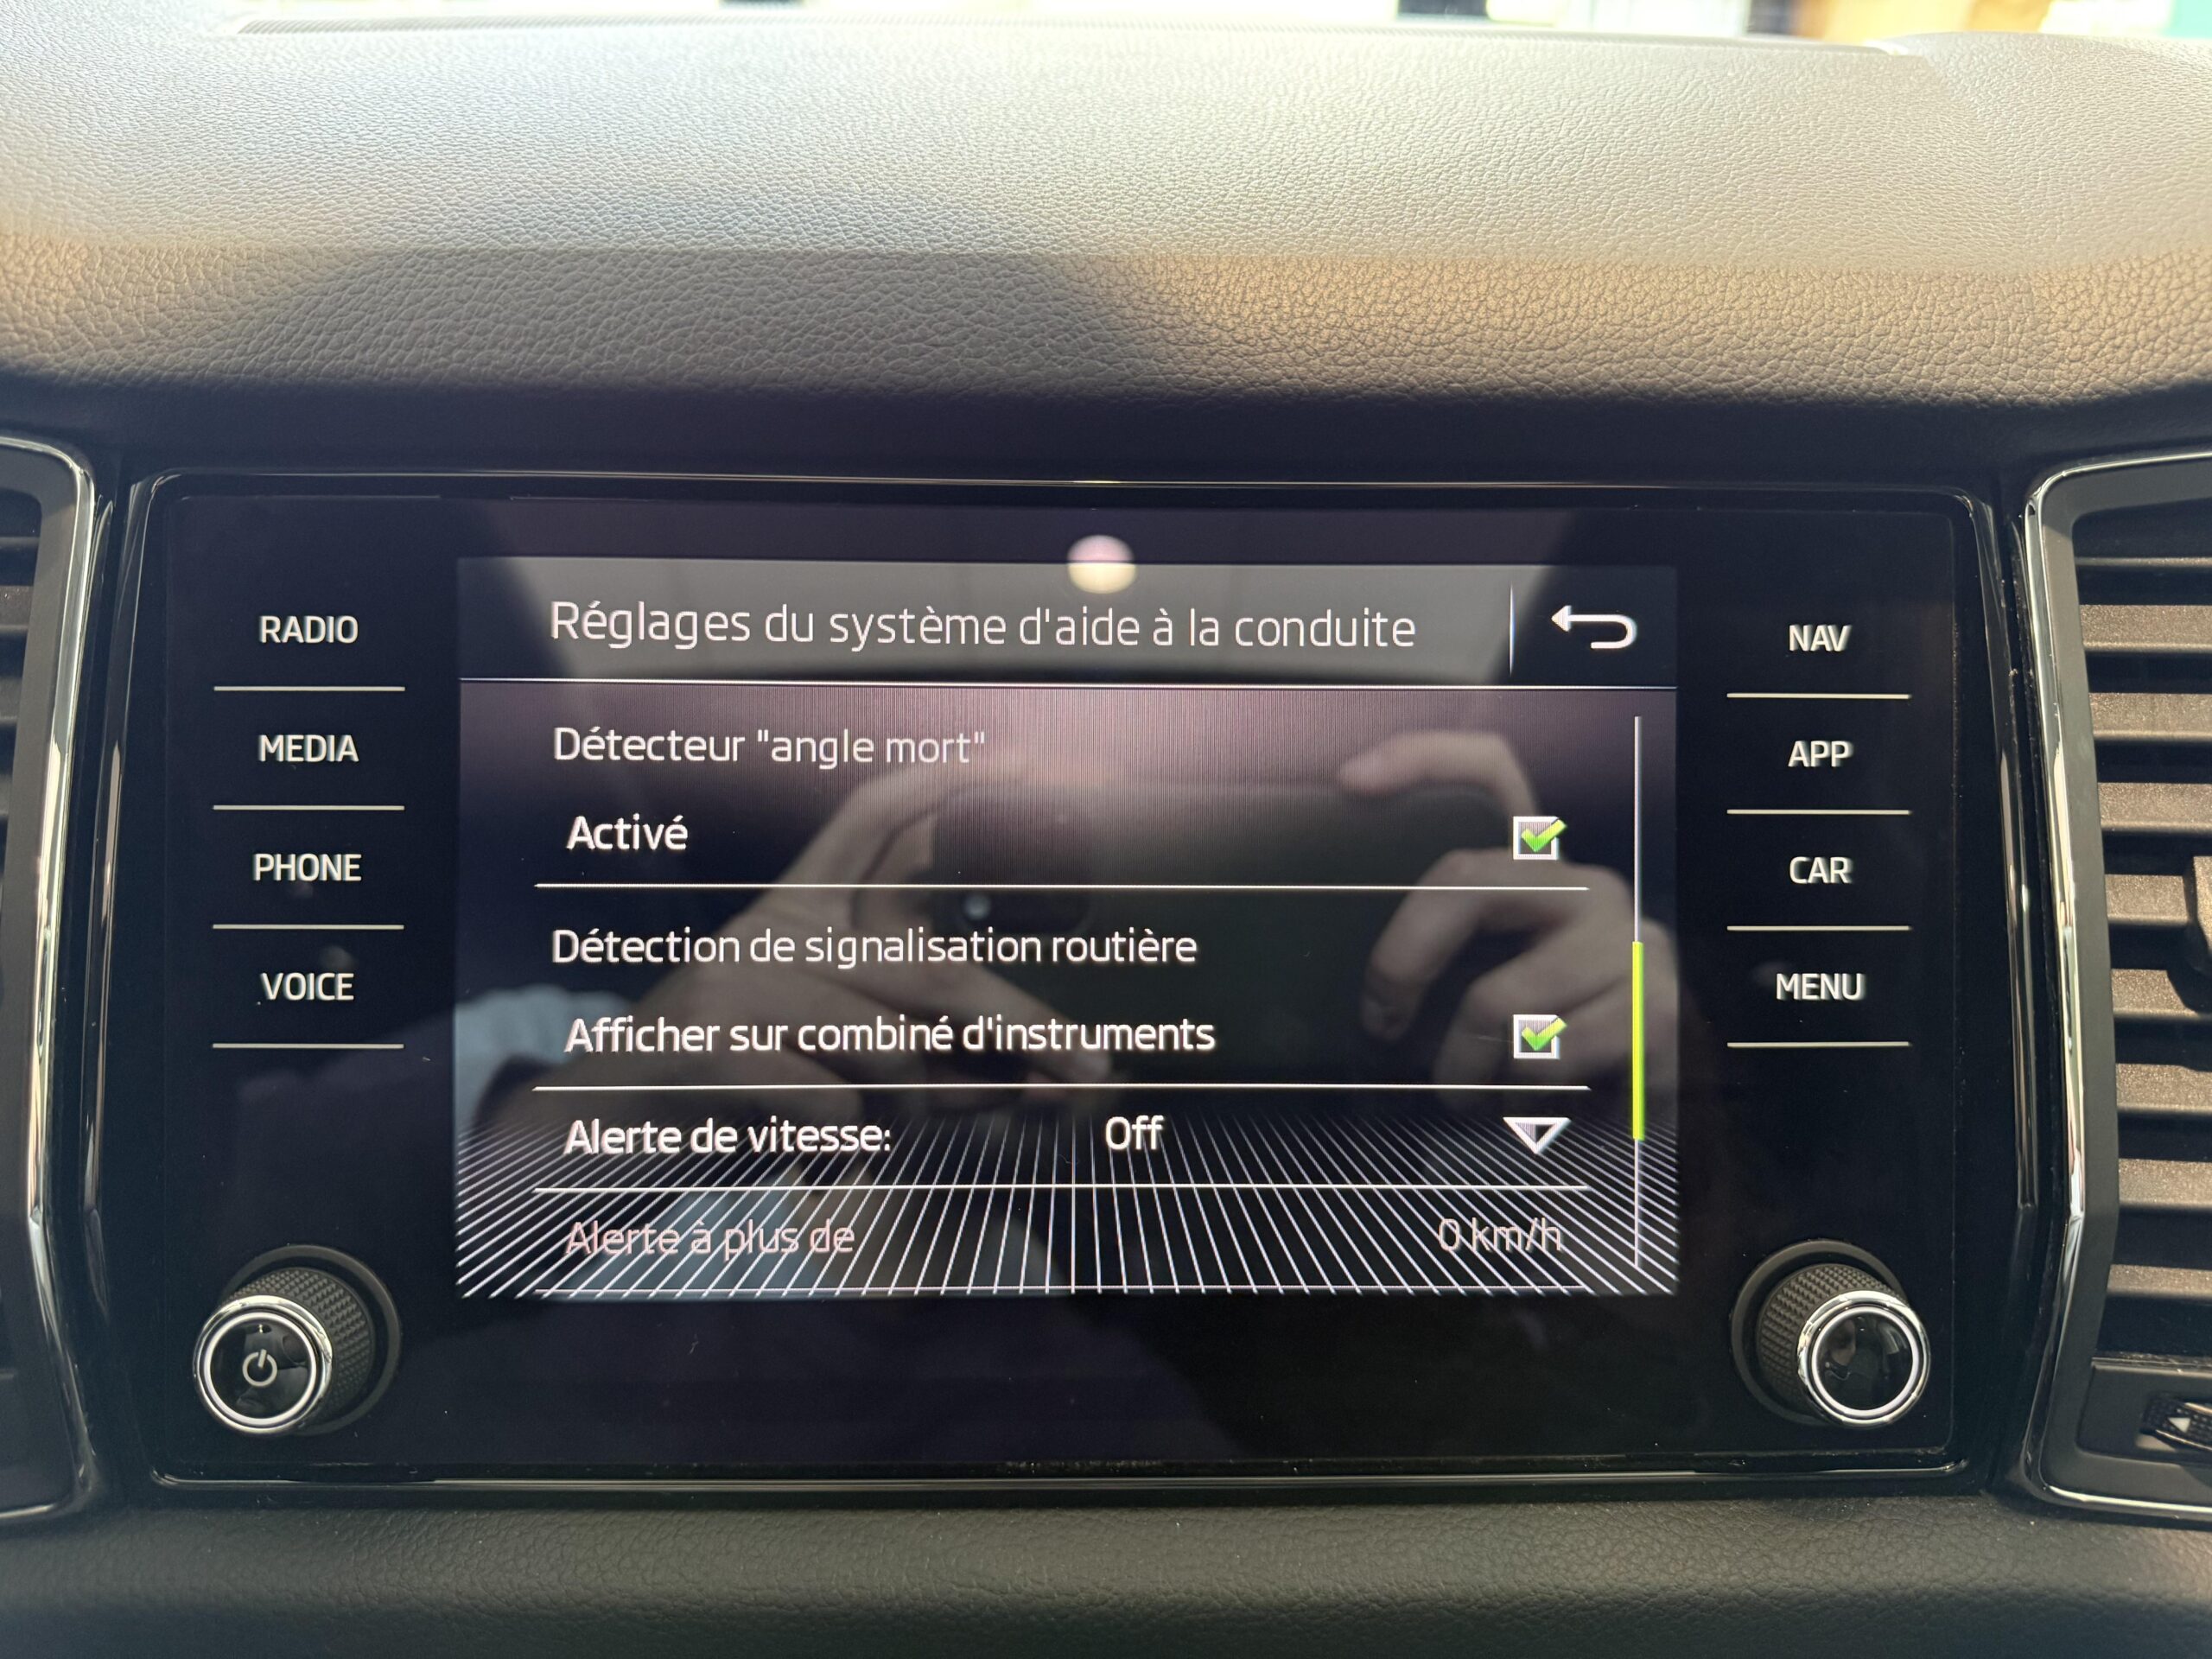 Réglages du système d'aide à la conduite
RADIO
MEDIA
PHONE
VOICE
Détecteur "angle mort"
Activé
Détection de signalisation routière
Afficher sur combiné d'instruments
Alerte de vitesse: Off
Alerte à plus de 0 km/h
NAV
APP
CAR
MENU